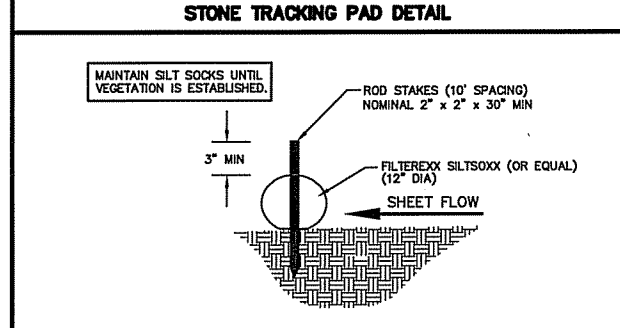 STONE TRACKING PAD DETAIL
MAINTAIN SILT SOCKS UNTIL
VEGETATION IS ESTABLISHED.
ROD STAKES (10' SPACING)
NOMINAL 2" x 2" x 30" MIN
3" MIN
FILTEREXX SILTSOXX (OR EQUAL)
(12" DIA)
SHEET FLOW